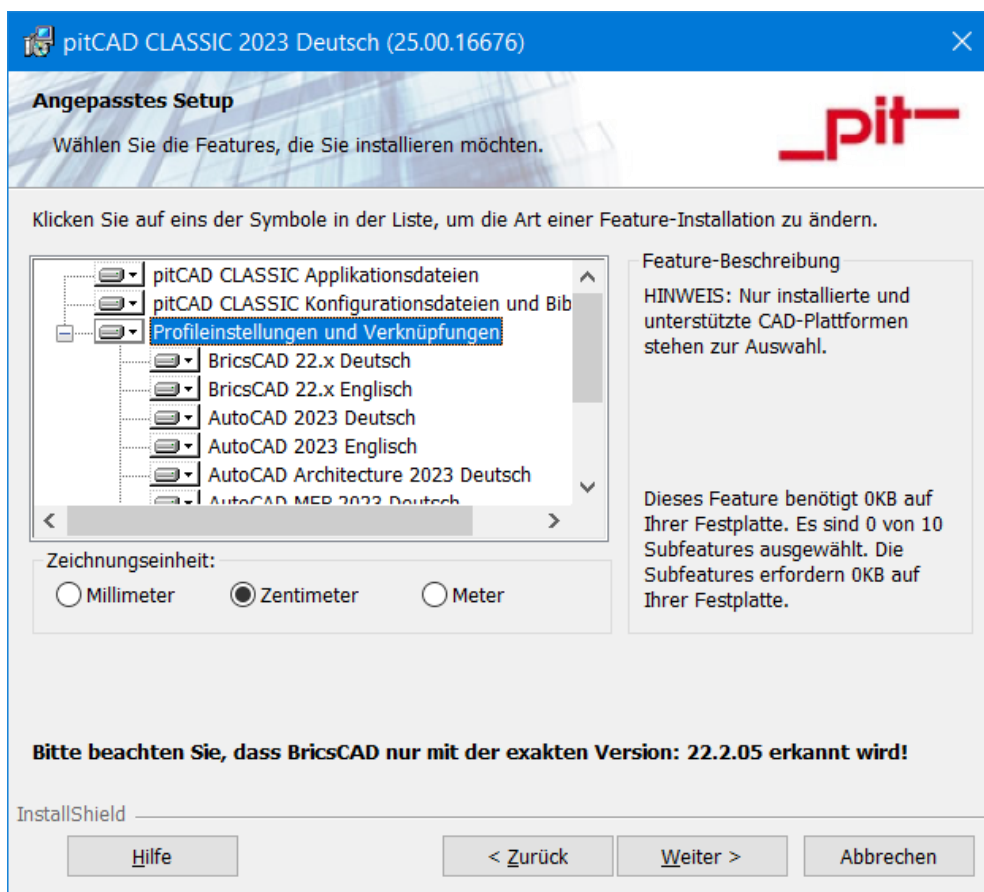 pitCAD CLASSIC 2023 Deutsch (25.00.16676)
Angepasstes Setup
Wählen Sie die Features, die Sie installieren möchten.
_pit
Klicken Sie auf eins der Symbole in der Liste, um die Art einer Feature-Installation zu ändern.
pitCAD CLASSIC Applikationsdateien
pitCAD CLASSIC Konfigurationsdateien und Bib
Profileinstellungen und Verknüpfungen
BricsCAD 22.x Deutsch
BricsCAD 22.x Englisch
AutoCAD 2023 Deutsch
AutoCAD 2023 Englisch
AutoCAD Architecture 2023 Deutsch
AutoCAD MEP 2023 Deutsch
Feature-Beschreibung
HINWEIS: Nur installierte und
unterstützte CAD-Plattformen
stehen zur Auswahl.
Dieses Feature benötigt 0KB auf
Ihrer Festplatte. Es sind 0 von 10
Subfeatures ausgewählt. Die
Subfeatures erfordern 0KB auf
Ihrer Festplatte.
Zeichnungseinheit:
Millimeter
Zentimeter
Meter
Bitte beachten Sie, dass BricsCAD nur mit der exakten Version: 22.2.05 erkannt wird!
InstallShield
Hilfe
< Zurück
Weiter >
Abbrechen